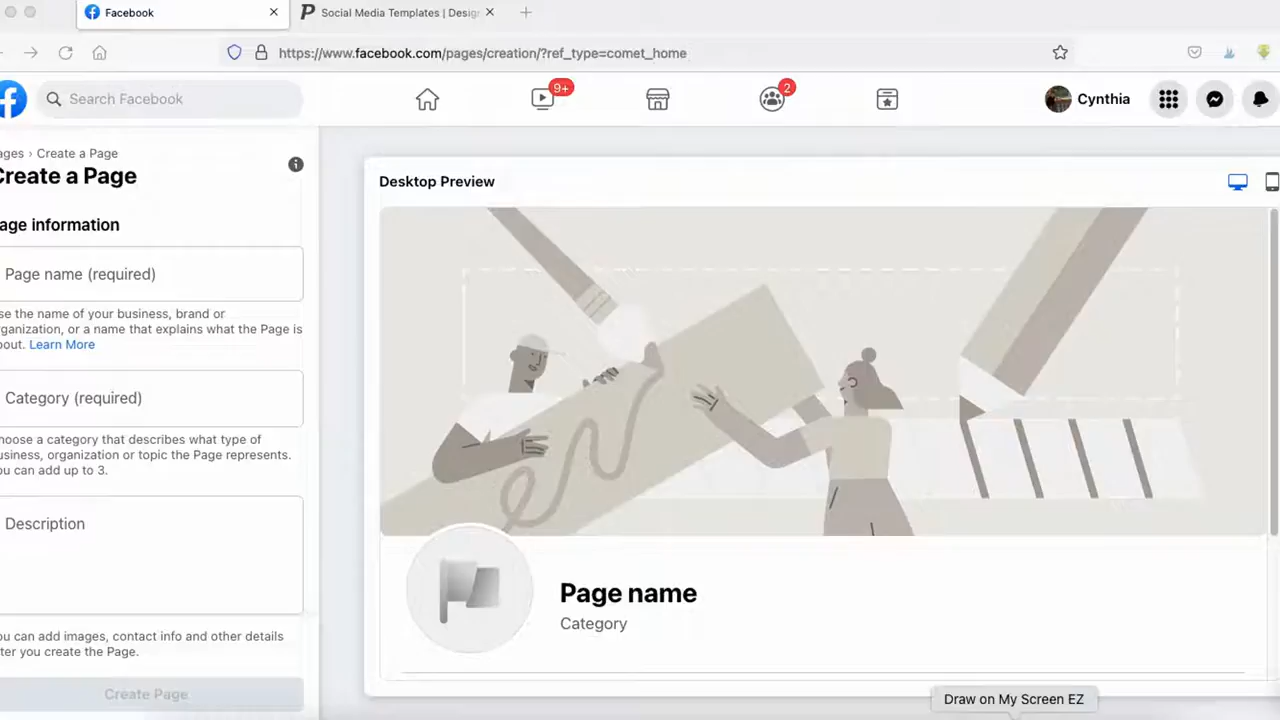 Facebook
Social Media Templates | Desig
https://www.facebook.com/pages/creation/?ref_type=comet_home
Search Facebook
9+
2
Cynthia
ages › Create a Page
Create a Page
age information
Page name (required)
se the name of your business, brand or
rganization, or a name that explains what the Page is
bout. Learn More
Category (required)
hoose a category that describes what type of
usiness, organization or topic the Page represents.
ou can add up to 3.
Description
ou can add images, contact info and other details
ter you create the Page.
Create Page
Desktop Preview
Page name
Category
Draw on My Screen EZ